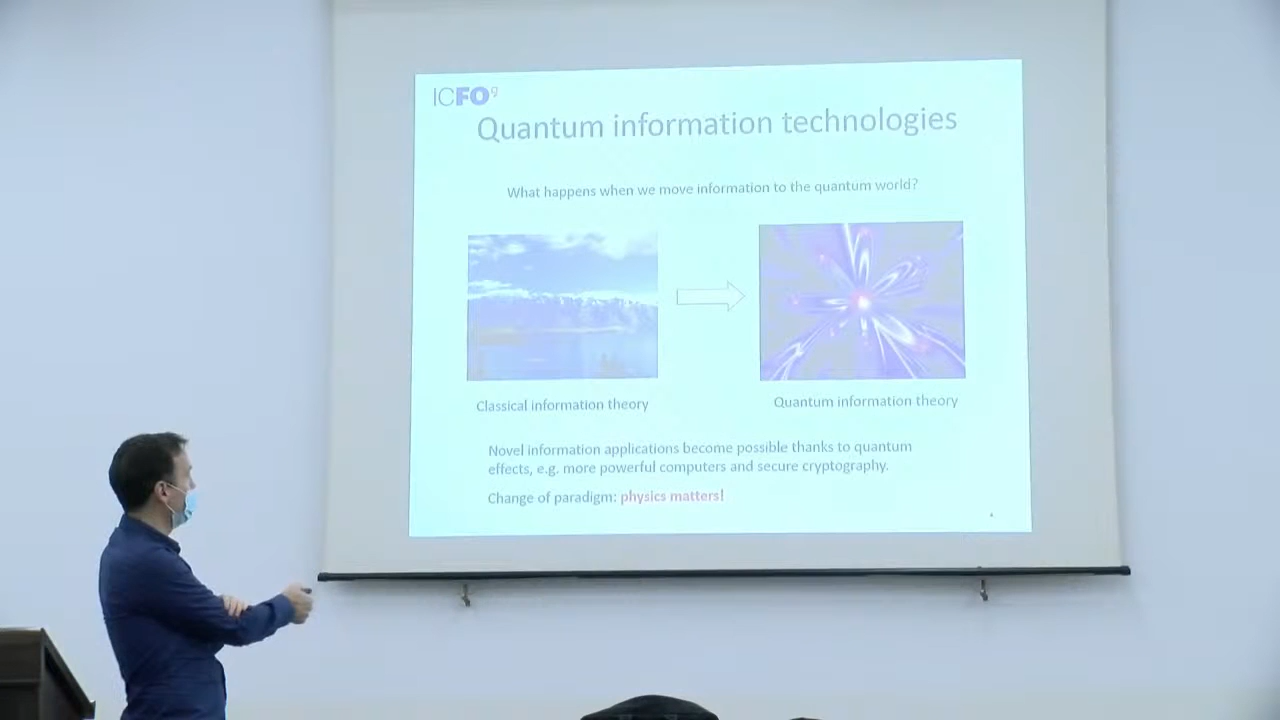 ICFO
Quantum information technologies
What happens when we move information to the quantum world?
Classical information theory
Quantum information theory
Novel information applications become possible thanks to quantum
effects, e.g. more powerful computers and secure cryptography.
Change of paradigm: physics matters!